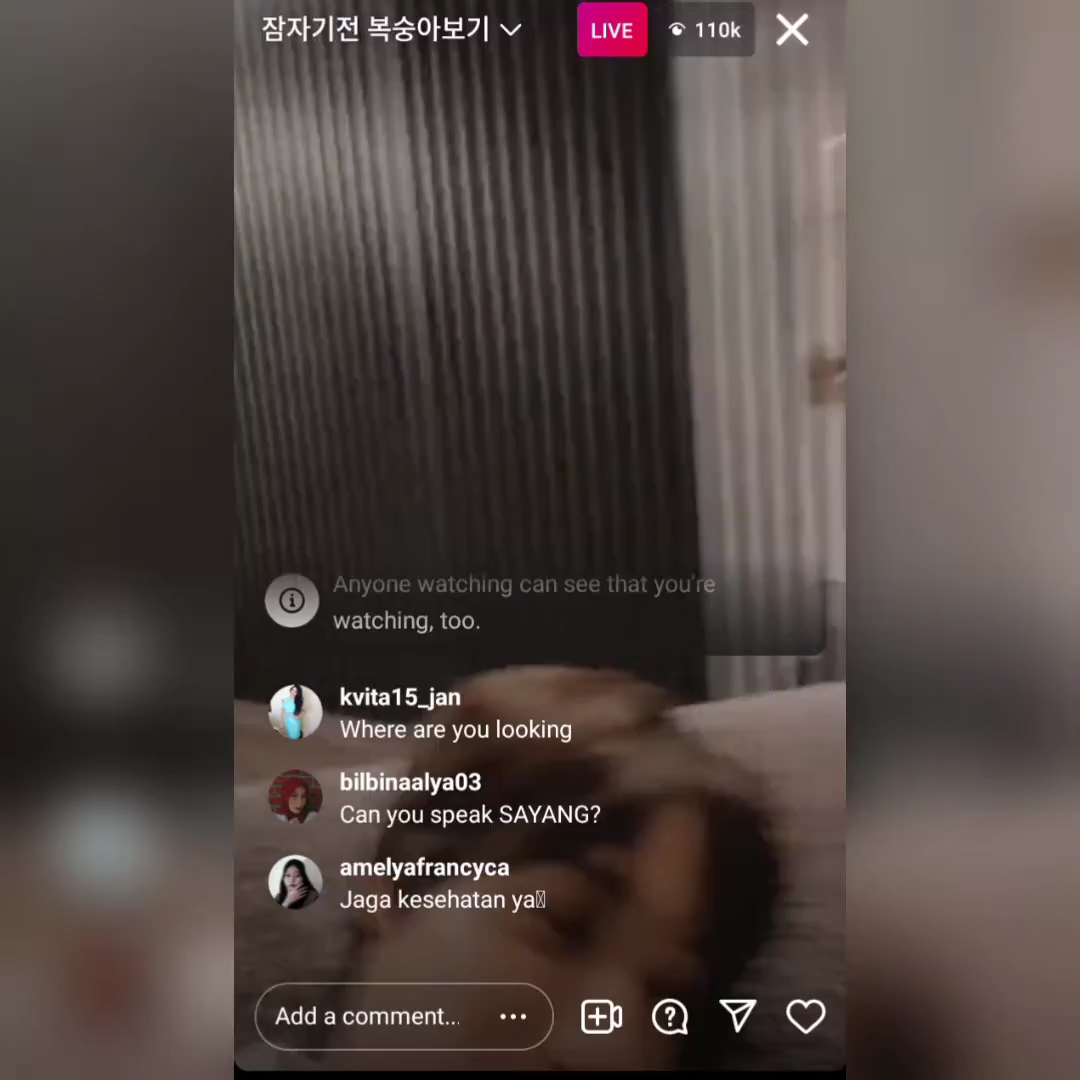 잠자기전 복숭아보기
LIVE
110k
Anyone watching can see that you're
watching, too.
kvita15_jan
Where are you looking
bilbinaalya03
Can you speak SAYANG?
amelyafrancyca
Jaga kesehatan ya
Add a comment...